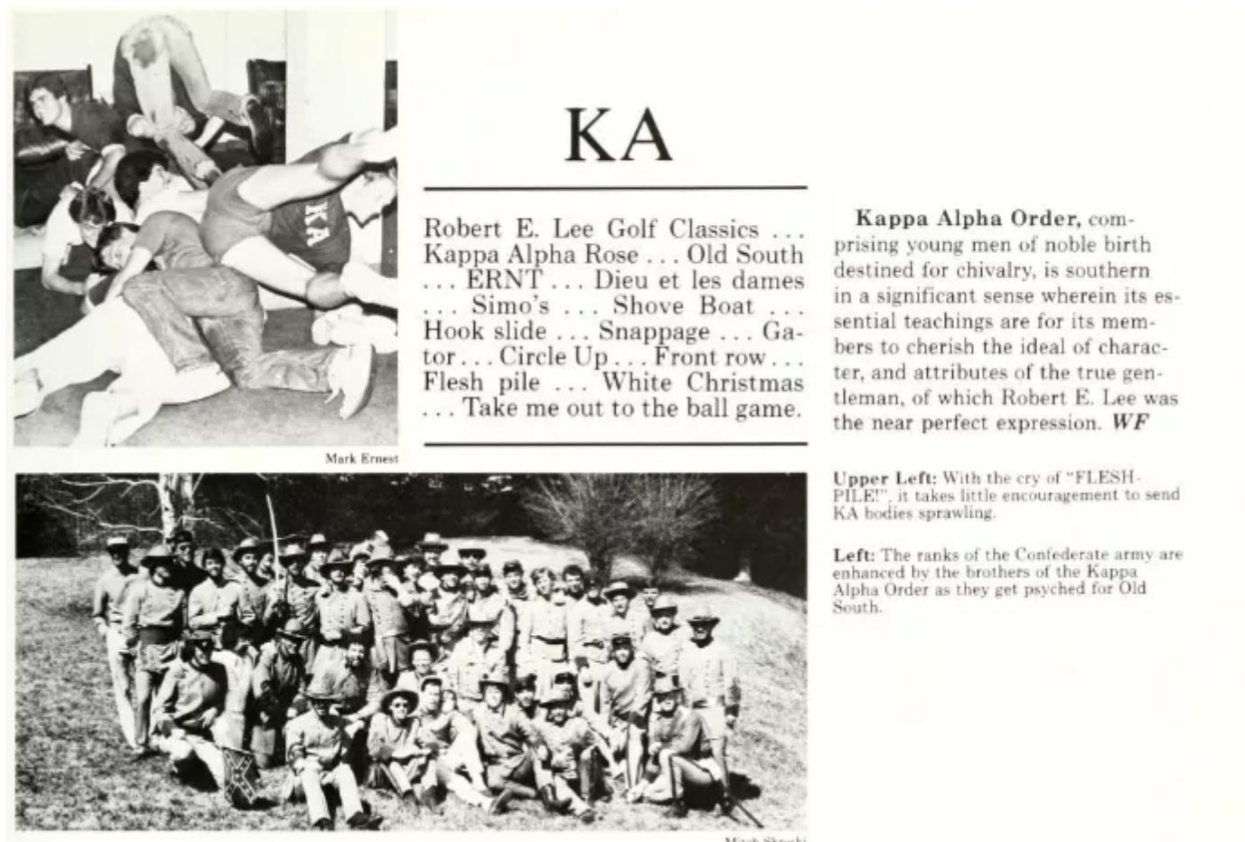 KA
KA
Robert E. Lee Golf Classics ...
Kappa Alpha Rose ... Old South
... ERNT ... Dieu et les dames
... Simo's ... Shove Boat ...
Hook slide ... Snappage ... Ga-
tor ... Circle Up ... Front row ...
Flesh pile ... White Christmas
... Take me out to the ball game.
Mark Ernest
Kappa Alpha Order, com-
prising young men of noble birth
destined for chivalry, is southern
in a significant sense wherein its es-
sential teachings are for its mem-
bers to cherish the ideal of charac-
ter, and attributes of the true gen-
tleman, of which Robert E. Lee was
the near perfect expression. WF
Upper Left: With the cry of "FLESH-
PILE!", it takes little encouragement to send
KA bodies sprawling.
Left: The ranks of the Confederate army are
enhanced by the brothers of the Kappa
Alpha Order as they get psyched for Old
South.